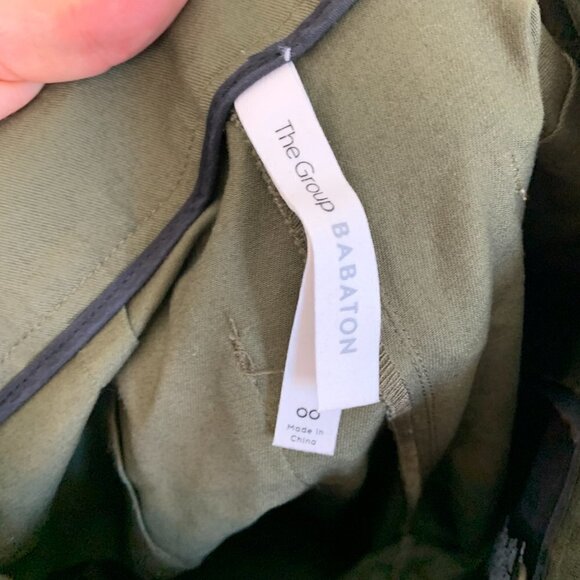 The Group BABATON
00
Made in
China